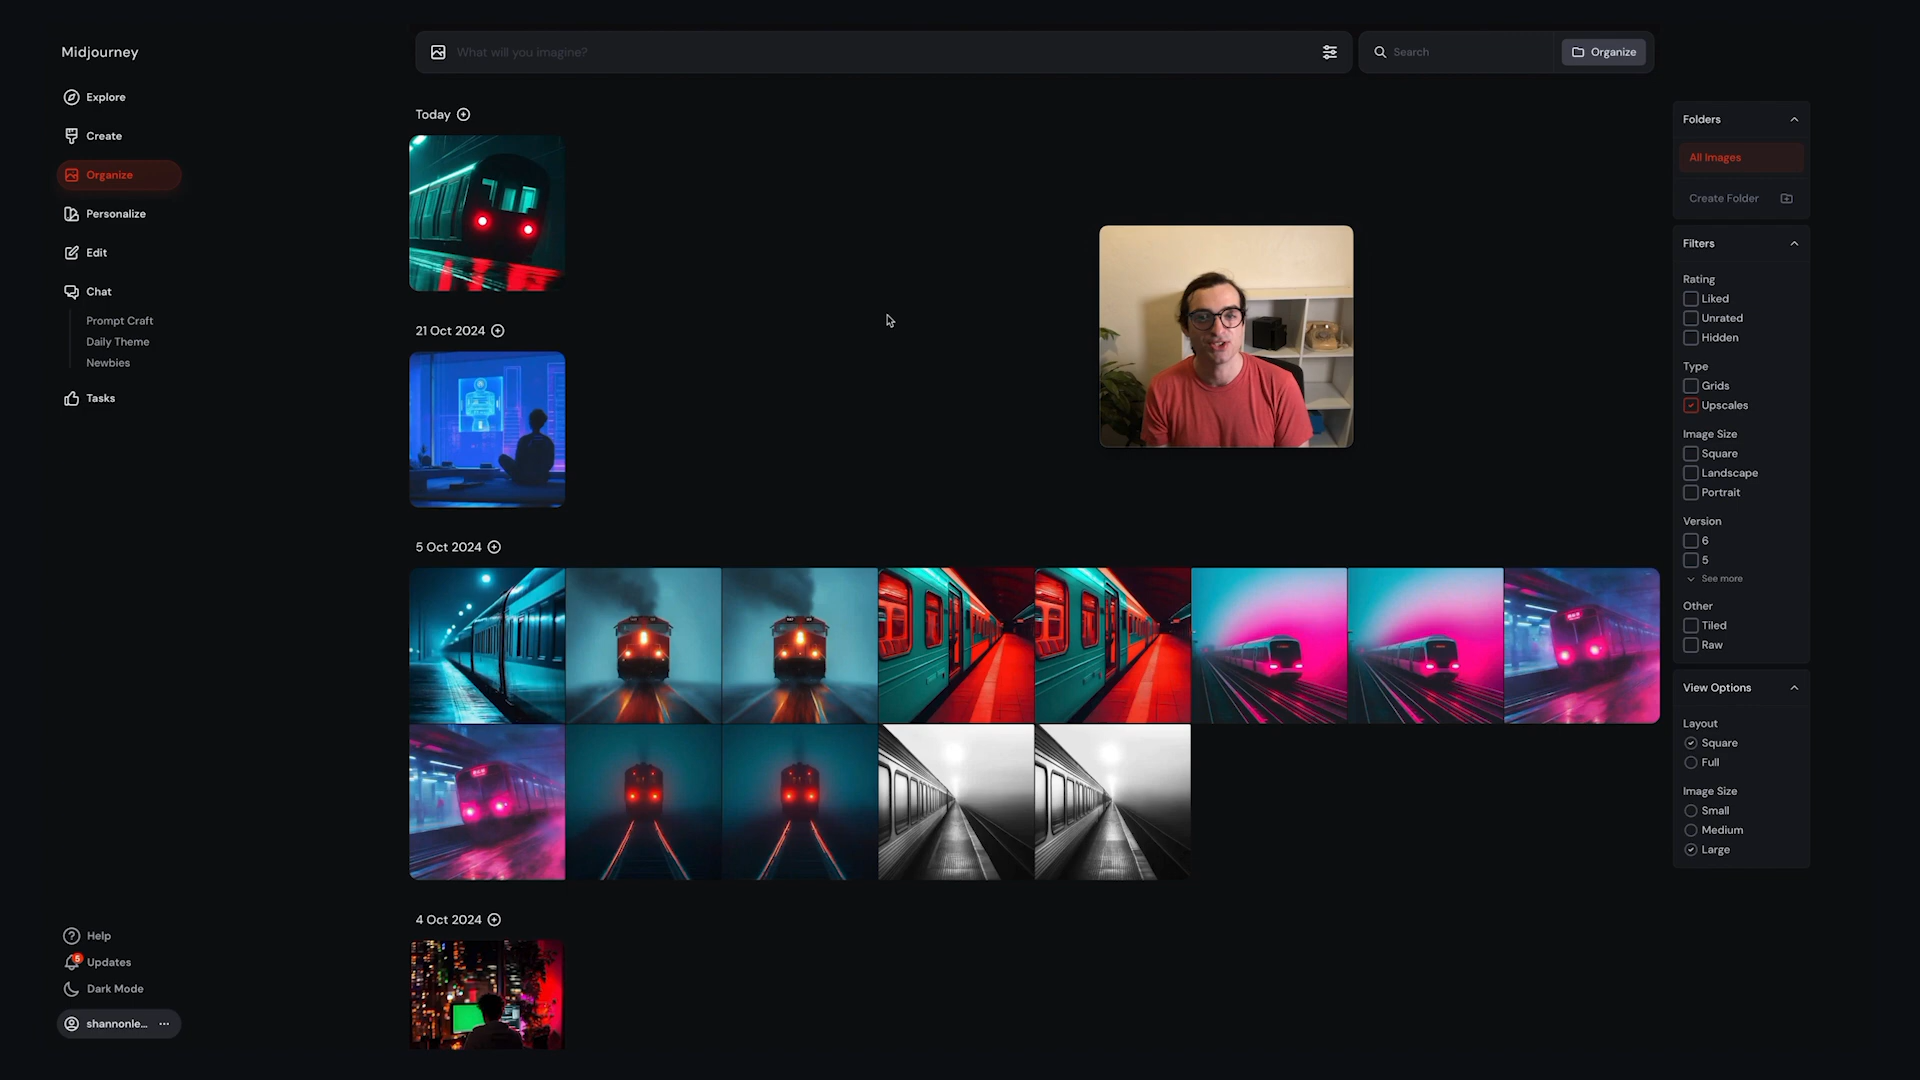 Midjourney
What will you imagine?
Search
Organize
Explore
Create
Organize
Personalize
Edit
Chat
Prompt Craft
Daily Theme
Newbies
Tasks
Help
5
Updates
Dark Mode
shannonle... ...
Today
21 Oct 2024
5 Oct 2024
4 Oct 2024
Folders
All Images
Create Folder
Filters
Rating
Liked
Unrated
Hidden
Type
Grids
Upscales
Image Size
Square
Landscape
Portrait
Version
6
5
See more
Other
Tiled
Raw
View Options
Layout
Square
Full
Image Size
Small
Medium
Large